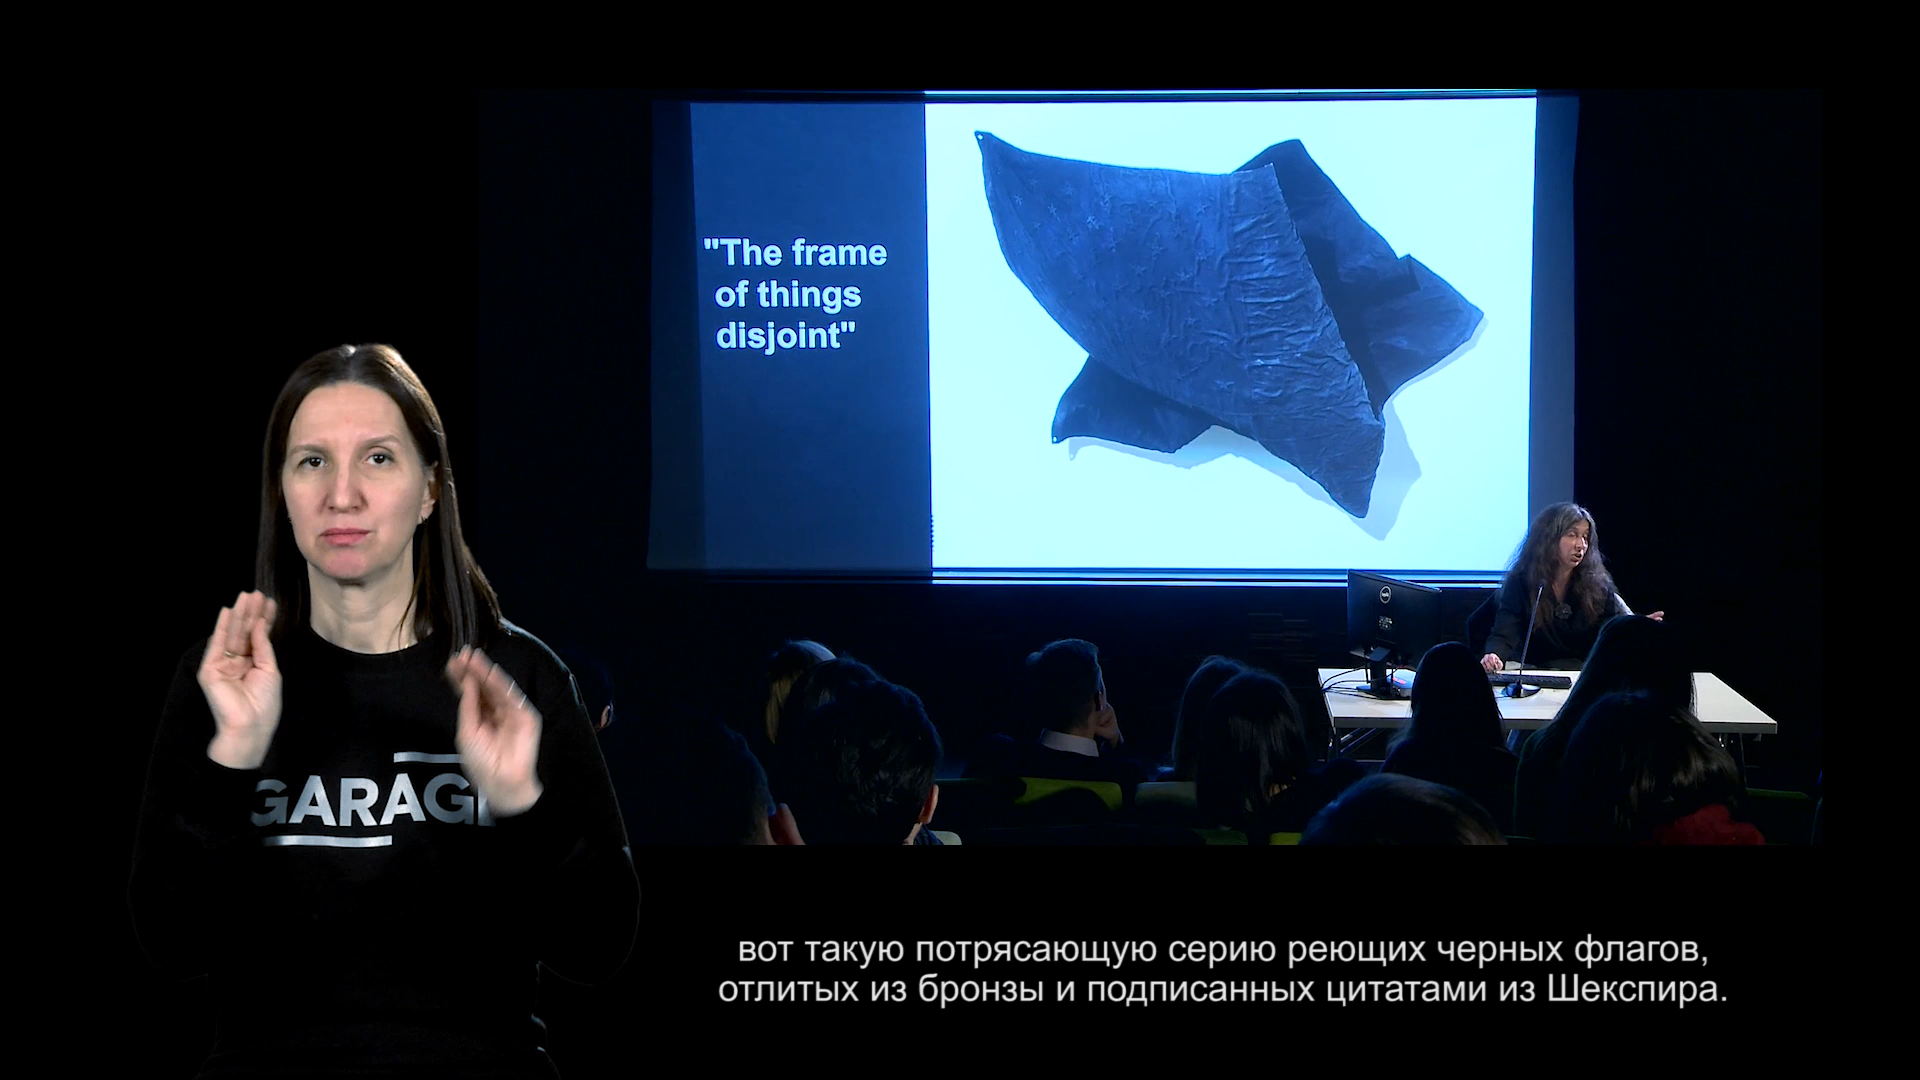 "The frame
of things
disjoint"
GARAGE
вот такую потрясающую серию реющих черных флагов,
отлитых из бронзы и подписанных цитатами из Шекспира.